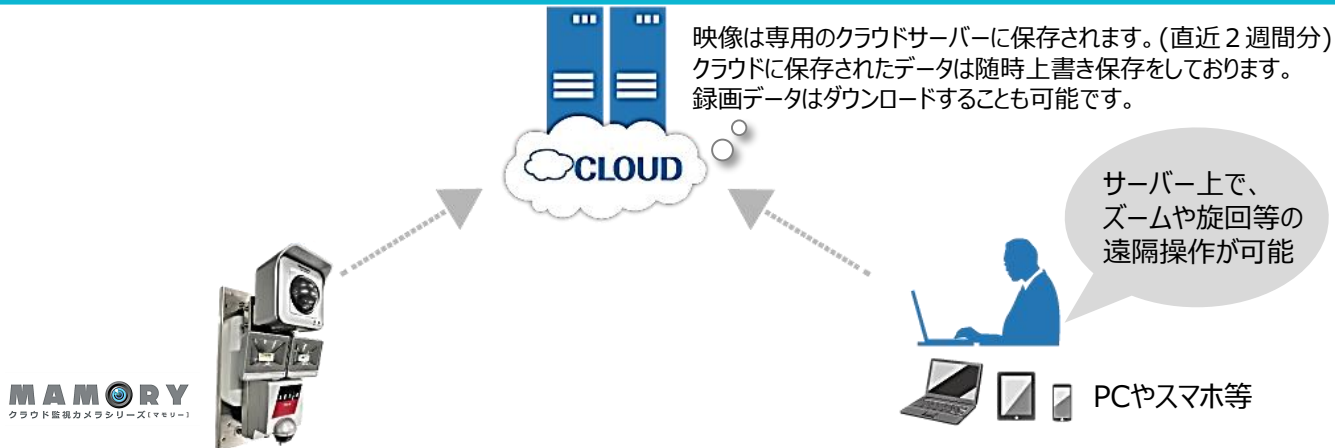 映像は専用のクラウドサーバーに保存されます。(直近２週間分)
クラウドに保存されたデータは随時上書き保存をしております。
録画データはダウンロードすることも可能です。
CLOUD
サーバー上で、
ズームや旋回等の
遠隔操作が可能
MAMORY
クラウド監視カメラシリーズ[マモリー]
PCやスマホ等